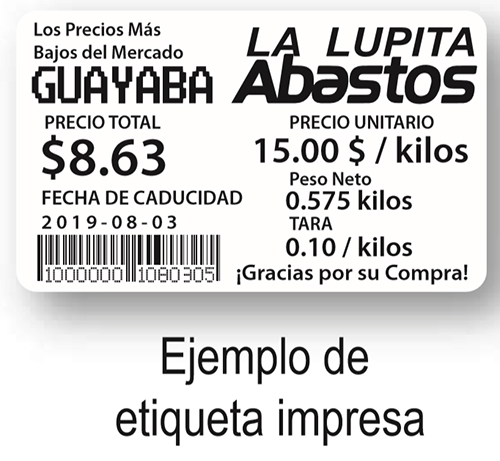 Los Precios Más
Bajos del Mercado
GUAYABA
LA LUPITA
Abastos
PRECIO TOTAL
$8.63
PRECIO UNITARIO
15.00 $ / kilos
Peso Neto
0.575 kilos
FECHA DE CADUCIDAD
2019-08-03
TARA
0.10 / kilos
1000000 1080305
¡Gracias por su Compra!
Ejemplo de
etiqueta impresa